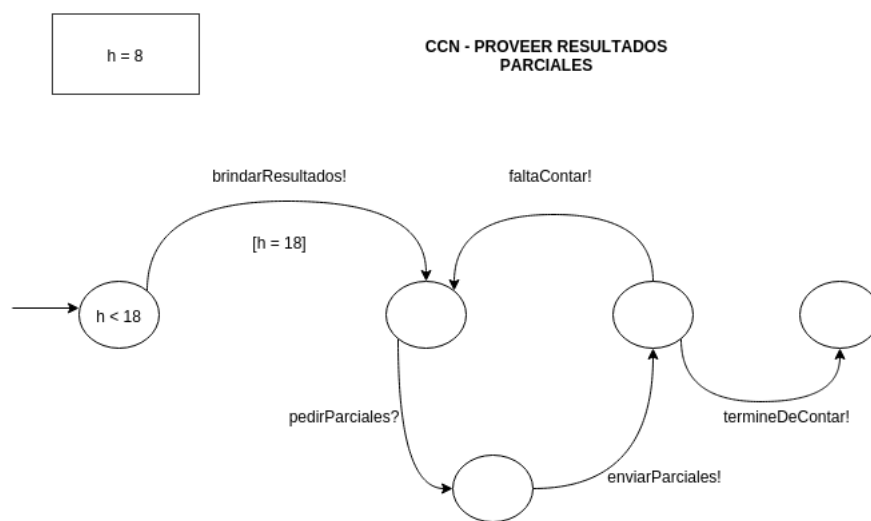 h = 8
CCN - PROVEER RESULTADOS
PARCIALES
brindarResultados!
faltaContar!
[h = 18]
h < 18
pedirParciales?
termineDeContar!
enviarParciales!